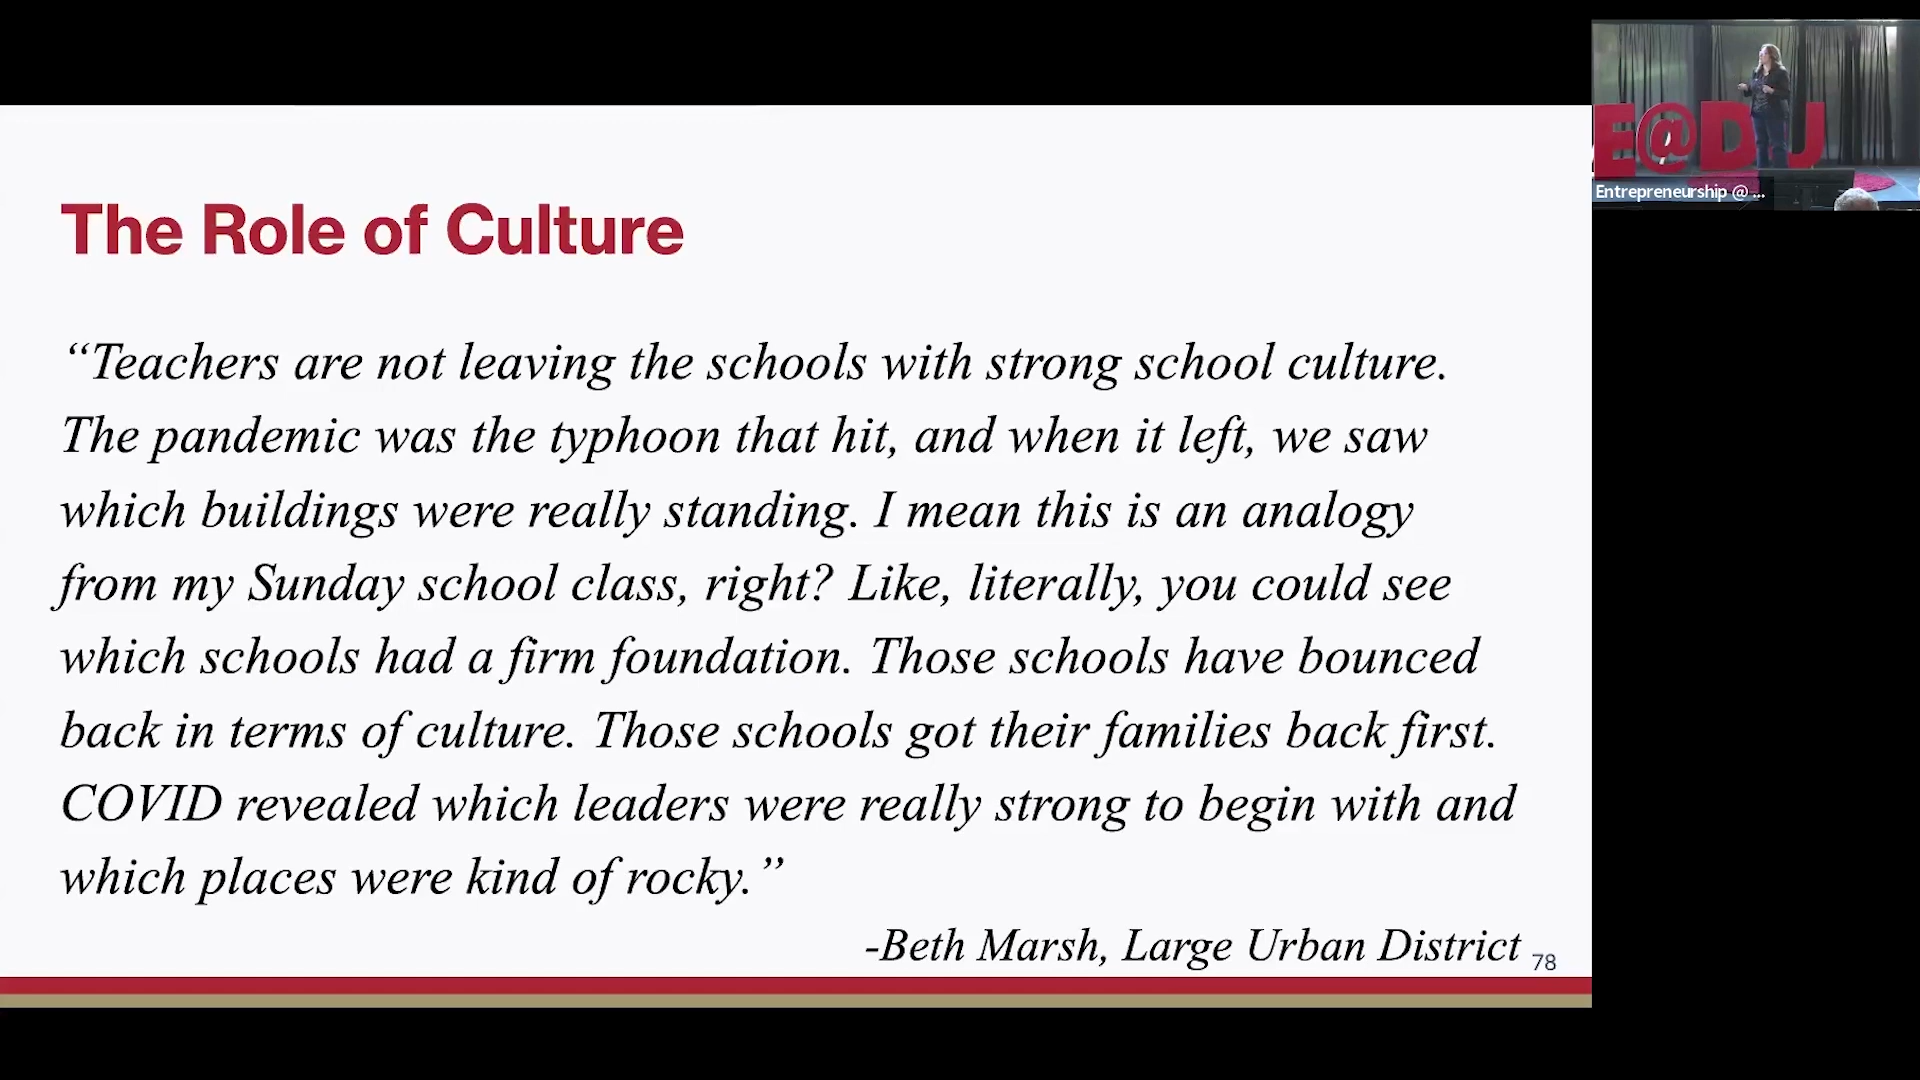 The Role of Culture
“Teachers are not leaving the schools with strong school culture.
The pandemic was the typhoon that hit, and when it left, we saw
which buildings were really standing. I mean this is an analogy
from my Sunday school class, right? Like, literally, you could see
which schools had a firm foundation. Those schools have bounced
back in terms of culture. Those schools got their families back first.
COVID revealed which leaders were really strong to begin with and
which places were kind of rocky.”
-Beth Marsh, Large Urban District
78
E@DU
Entrepreneurship @ ...